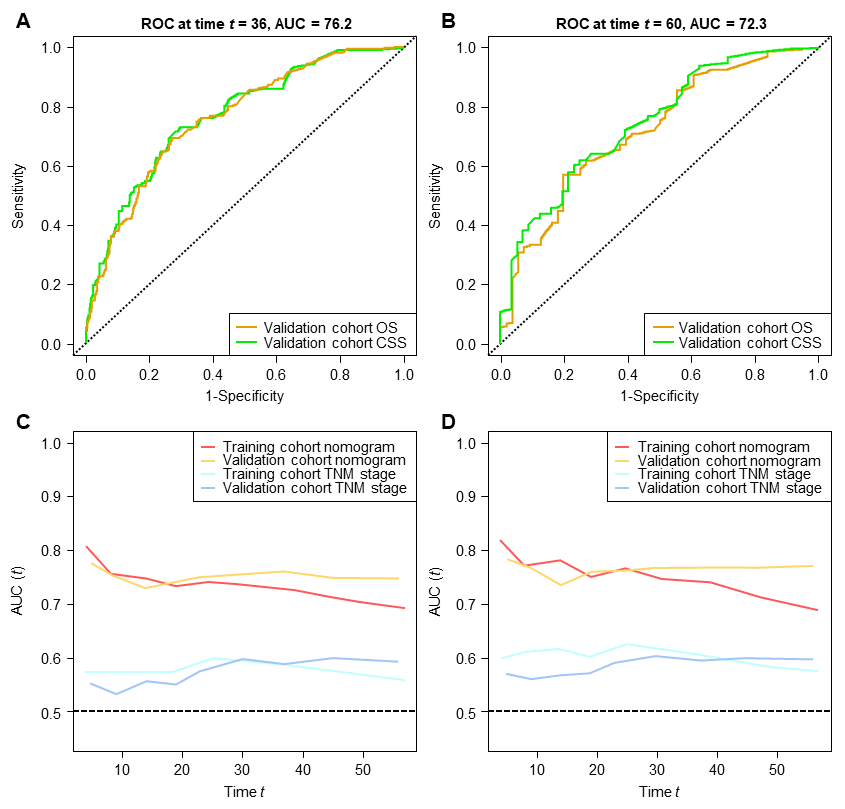 A
ROC at time t = 36, AUC = 76.2
1.0
0.8
0.6
0.4
0.2
0.0
Sensitivity
Validation cohort OS
Validation cohort CSS
0.0 0.2 0.4 0.6 0.8 1.0
1-Specificity
B
ROC at time t = 60, AUC = 72.3
1.0
0.8
0.6
0.4
0.2
0.0
Sensitivity
Validation cohort OS
Validation cohort CSS
0.0 0.2 0.4 0.6 0.8 1.0
1-Specificity
C
1.0
0.9
0.8
0.7
0.6
0.5
AUC (t)
Training cohort nomogram
Validation cohort nomogram
Training cohort TNM stage
Validation cohort TNM stage
10 20 30 40 50
Time t
D
1.0
0.9
0.8
0.7
0.6
0.5
AUC (t)
Training cohort nomogram
Validation cohort nomogram
Training cohort TNM stage
Validation cohort TNM stage
10 20 30 40 50
Time t